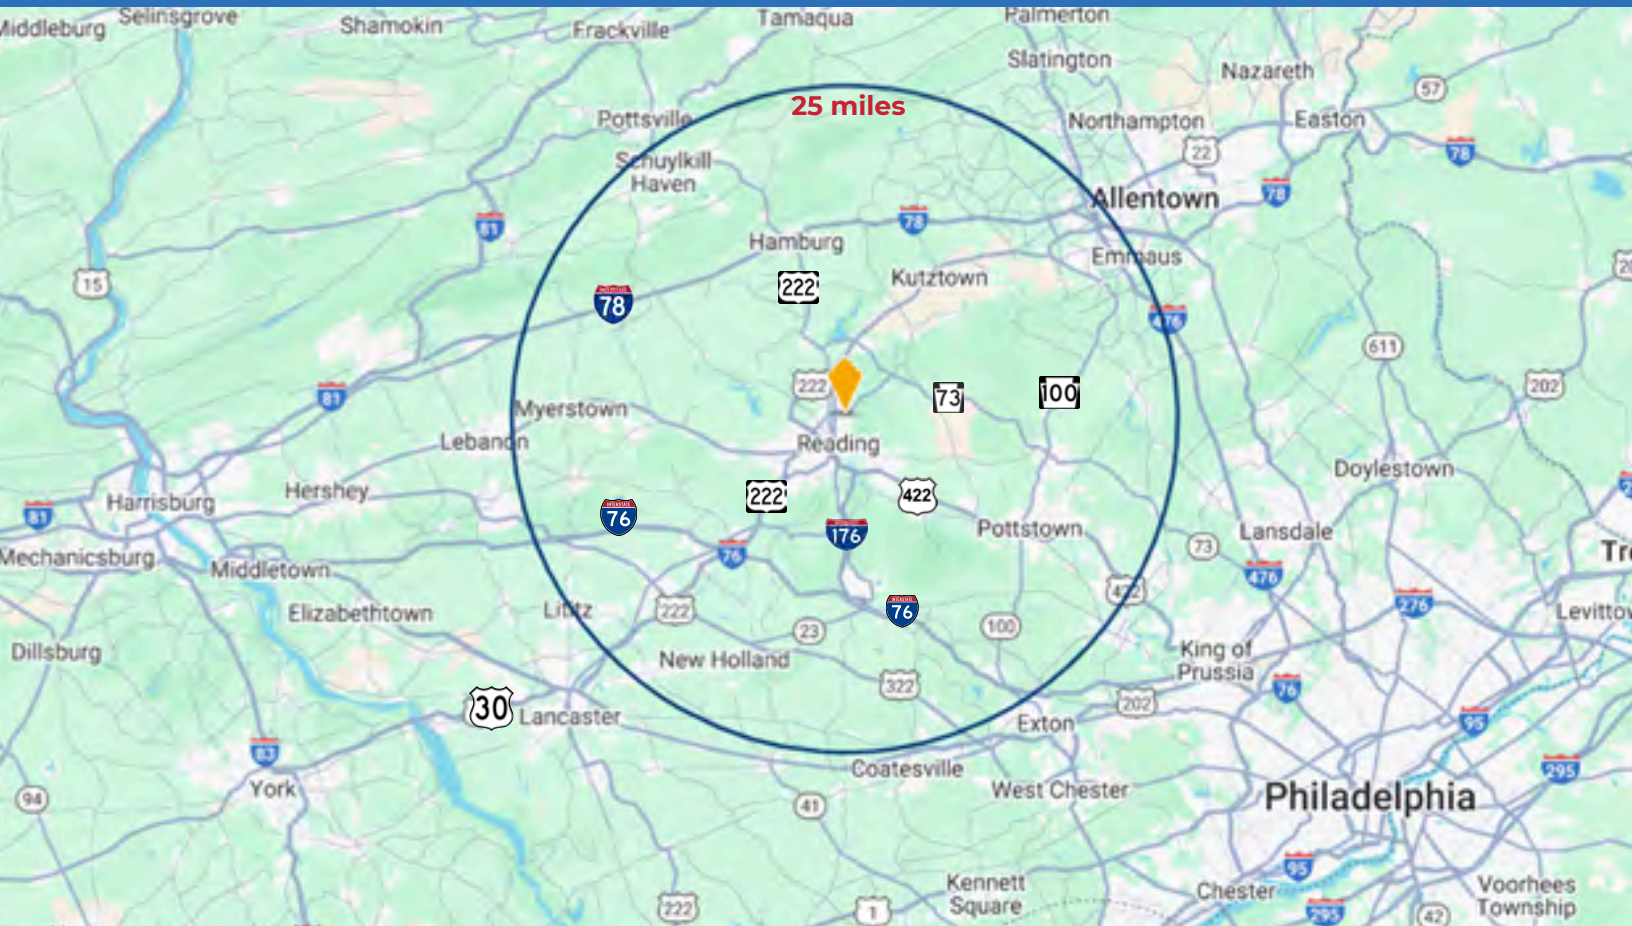 Selinsgrove
Middleburg
Shamokin
Frackville
Tamaqua
Palmerton
Slatington
Nazareth
57
25 miles
Pottsville
Northampton
Easton
22
78
Schuylkill
Haven
Allentown
78
81
78
Hamburg
Emmaus
15
Kutztown
222
78
476
611
81
222
73
100
202
Myerstown
Lebanon
Reading
Doylestown
Hershey
Harrisburg
222
422
81
76
176
Pottstown
Lansdale
73
Mechanicsburg
76
Middletown
476
422
276
Elizabethtown
Lititz
222
76
Levittow
23
100
Dillsburg
New Holland
King of
Prussia
322
76
30
Lancaster
202
Exton
95
83
Coatesville
295
York
West Chester
Philadelphia
94
41
95
Kennett
Square
Chester
Voorhees
Township
222
1
295
42